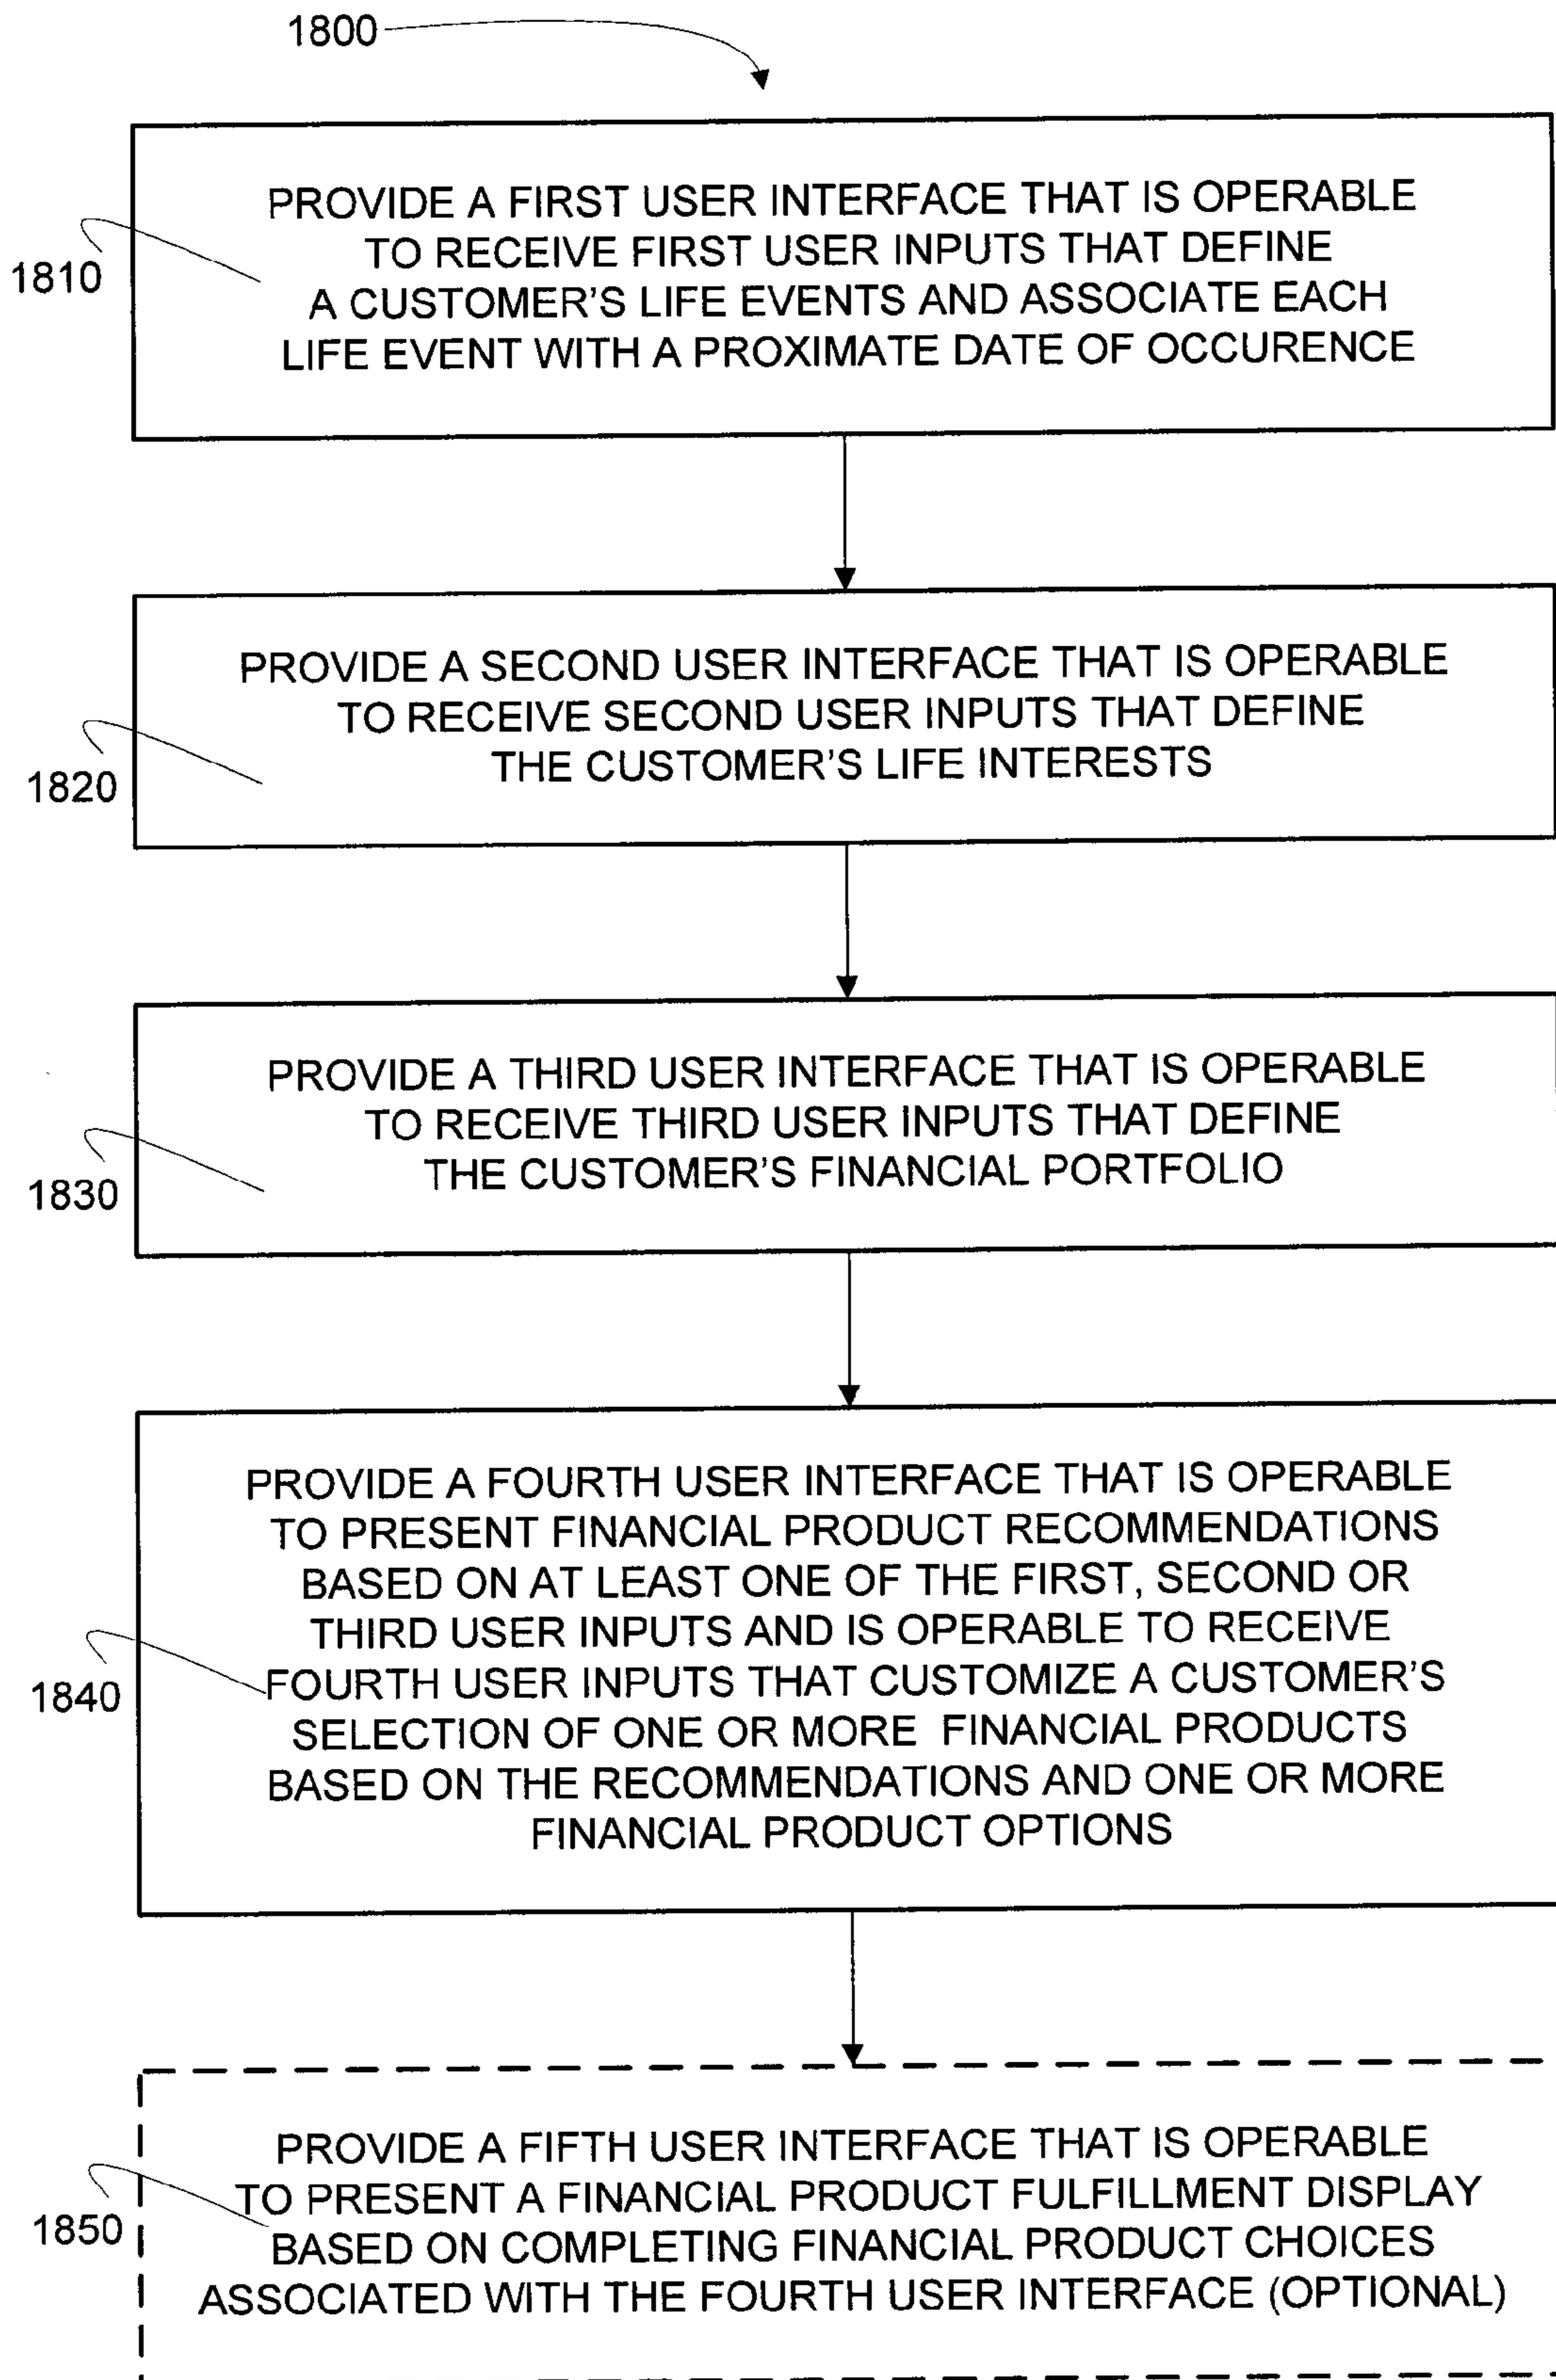 1800
PROVIDE A FIRST USER INTERFACE THAT IS OPERABLE
TO RECEIVE FIRST USER INPUTS THAT DEFINE
A CUSTOMER'S LIFE EVENTS AND ASSOCIATE EACH
LIFE EVENT WITH A PROXIMATE DATE OF OCCURENCE
1810
PROVIDE A SECOND USER INTERFACE THAT IS OPERABLE
TO RECEIVE SECOND USER INPUTS THAT DEFINE
THE CUSTOMER'S LIFE INTERESTS
1820
PROVIDE A THIRD USER INTERFACE THAT IS OPERABLE
TO RECEIVE THIRD USER INPUTS THAT DEFINE
THE CUSTOMER'S FINANCIAL PORTFOLIO
1830
PROVIDE A FOURTH USER INTERFACE THAT IS OPERABLE
TO PRESENT FINANCIAL PRODUCT RECOMMENDATIONS
BASED ON AT LEAST ONE OF THE FIRST, SECOND OR
THIRD USER INPUTS AND IS OPERABLE TO RECEIVE
FOURTH USER INPUTS THAT CUSTOMIZE A CUSTOMER'S
SELECTION OF ONE OR MORE FINANCIAL PRODUCTS
BASED ON THE RECOMMENDATIONS AND ONE OR MORE
FINANCIAL PRODUCT OPTIONS
1840
PROVIDE A FIFTH USER INTERFACE THAT IS OPERABLE
TO PRESENT A FINANCIAL PRODUCT FULFILLMENT DISPLAY
BASED ON COMPLETING FINANCIAL PRODUCT CHOICES
ASSOCIATED WITH THE FOURTH USER INTERFACE (OPTIONAL)
1850